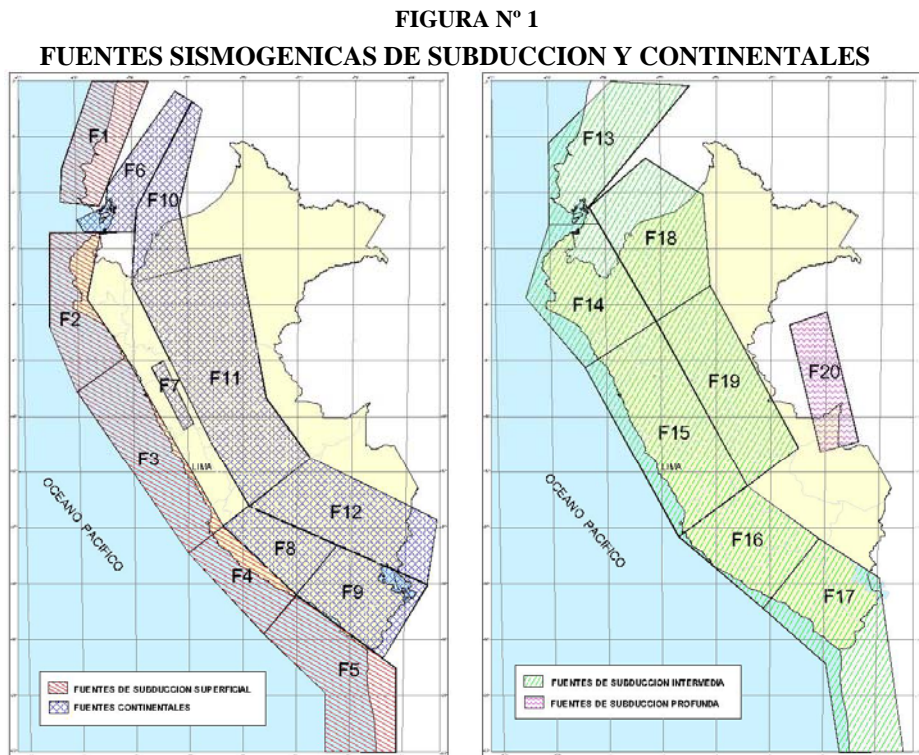 FIGURA Nº 1
FUENTES SISMOGENICAS DE SUBDUCCION Y CONTINENTALES
F1
F6
F10
F2
F11
F7
F3
LIMA
OCEANO PACIFICO
F12
F8
F4
F9
F5
FUENTES DE SUBDUCCION SUPERFICIAL
FUENTES CONTINENTALES
F13
F18
F14
F20
F19
F15
LIMA
OCEANO PACIFICO
F16
F17
FUENTES DE SUBDUCCION INTERMEDIA
FUENTES DE SUBDUCCION PROFUNDA